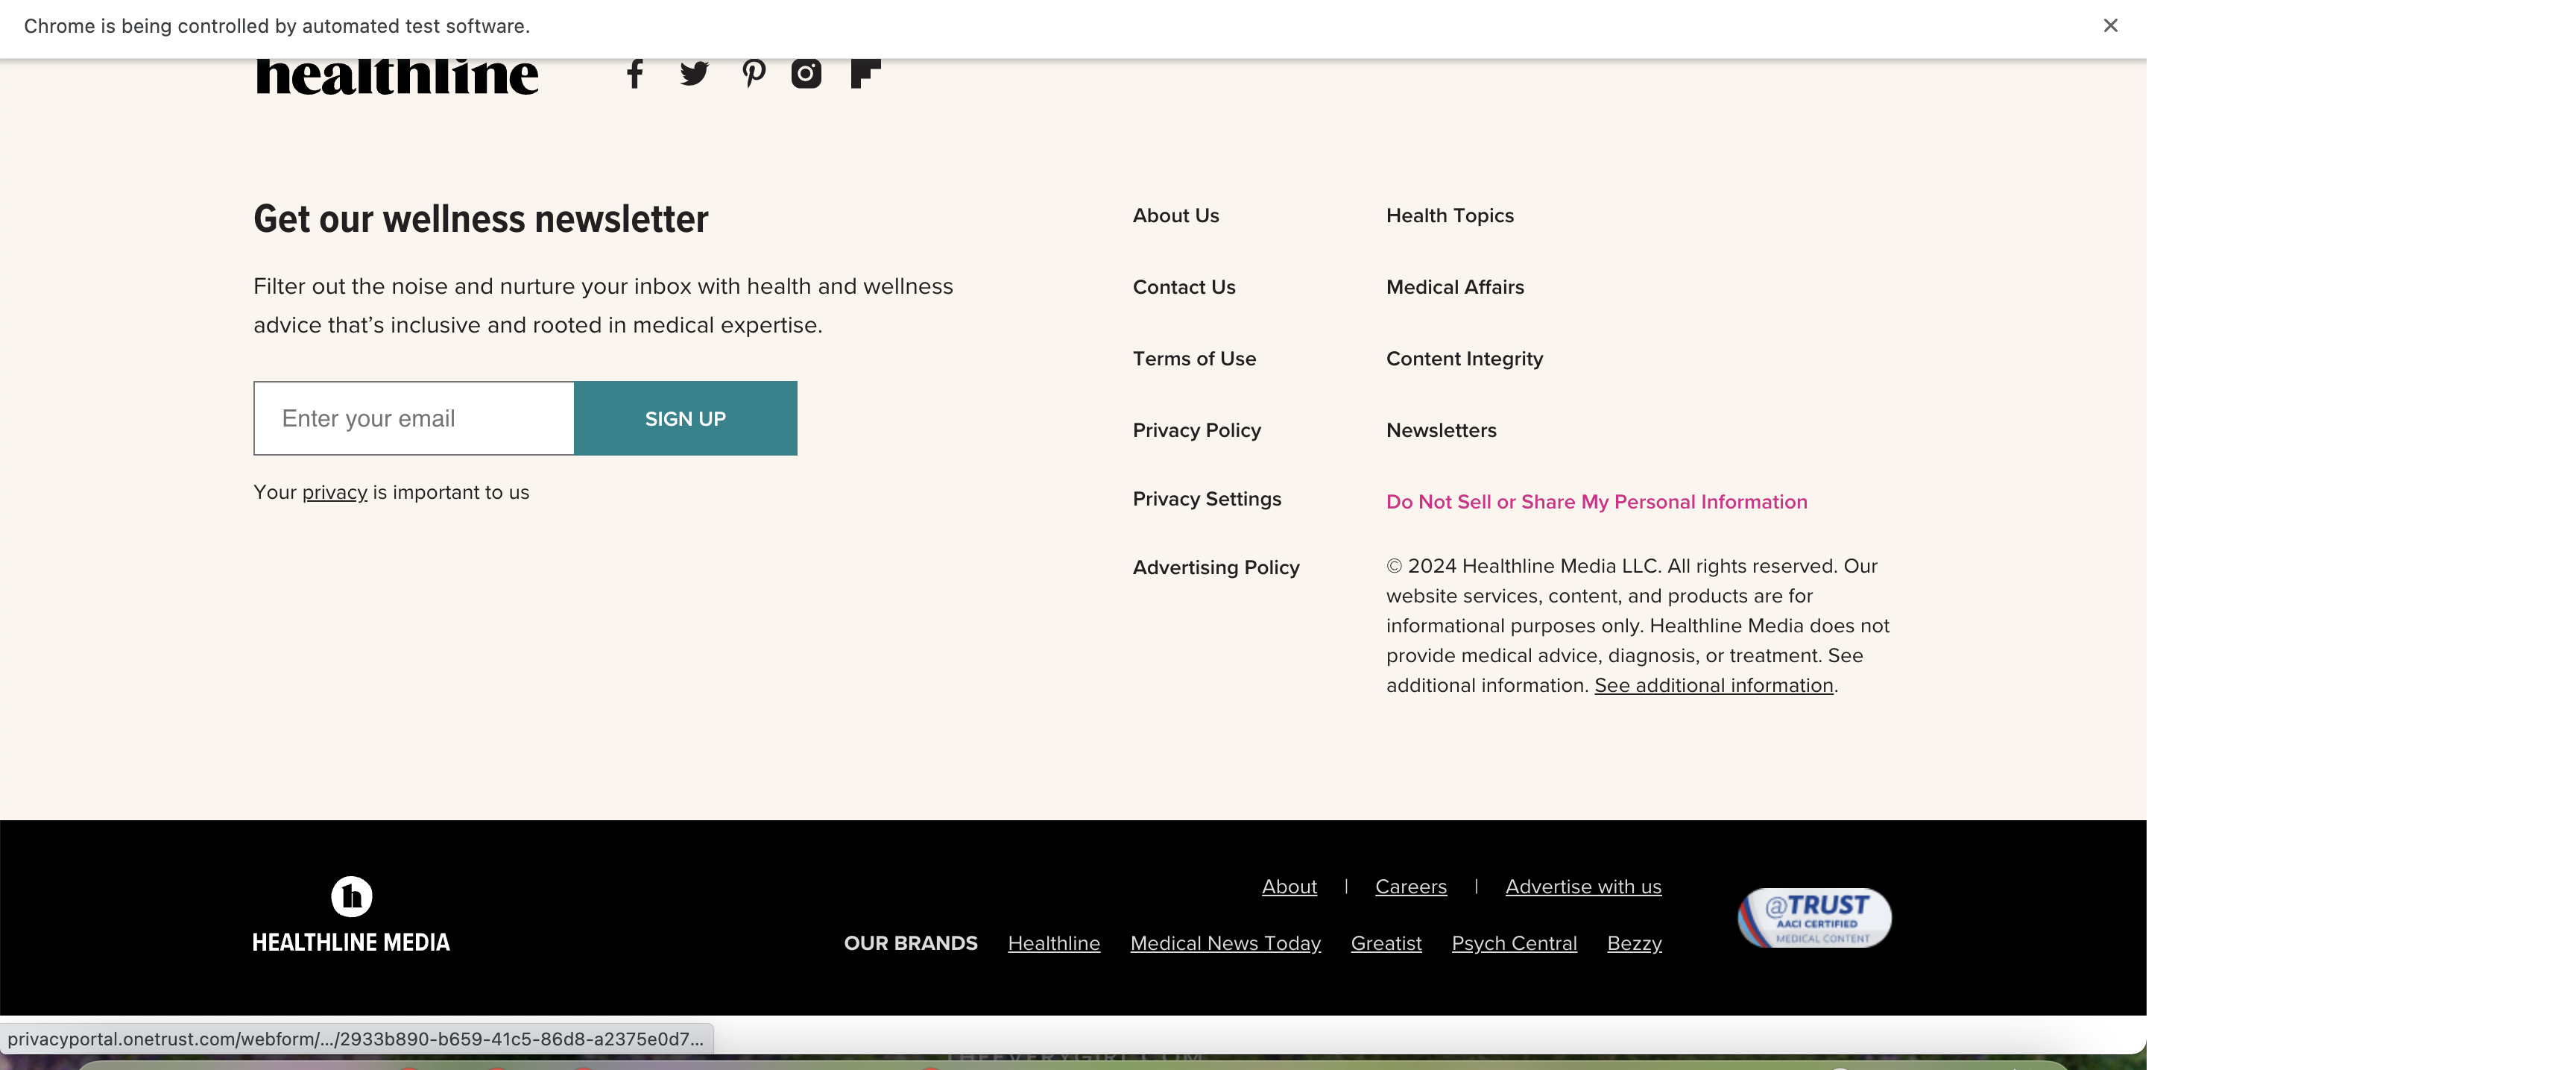 Chrome is being controlled by automated test software.
healthline
Get our wellness newsletter
Filter out the noise and nurture your inbox with health and wellness
advice that’s inclusive and rooted in medical expertise.
Enter your email
SIGN UP
Your privacy is important to us
About Us
Contact Us
Terms of Use
Privacy Policy
Privacy Settings
Advertising Policy
Health Topics
Medical Affairs
Content Integrity
Newsletters
Do Not Sell or Share My Personal Information
© 2024 Healthline Media LLC. All rights reserved. Our
website services, content, and products are for
informational purposes only. Healthline Media does not
provide medical advice, diagnosis, or treatment. See
additional information. See additional information.
h
HEALTHLINE MEDIA
About | Careers | Advertise with us
OUR BRANDS Healthline Medical News Today Greatist Psych Central Bezzy
@TRUST
AACI CERTIFIED
MEDICAL CONTENT
privacyportal.onetrust.com/webform/.../2933b890-b659-41c5-86d8-a2375e0d7...
THEEVERYGIRL.COM